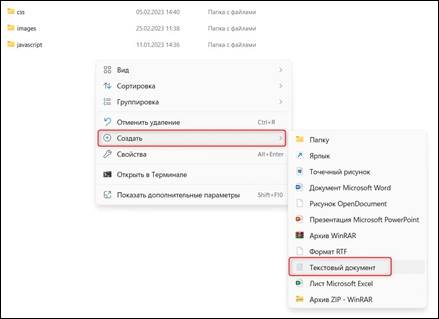 css 05.02.2023 14:40 Папка с файлами
images 25.02.2023 11:38 Папка с файлами
javascript 11.01.2023 14:36 Папка с файлами
Вид
Сортировка
Группировка
Отменить удаление Ctrl+R
Создать
Свойства Alt+Enter
Открыть в Терминале
Показать дополнительные параметры Shift+F10
Папку
Ярлык
Точечный рисунок
Документ Microsoft Word
Рисунок OpenDocument
Презентация Microsoft PowerPoint
Архив WinRAR
Формат RTF
Текстовый документ
Лист Microsoft Excel
Архив ZIP - WinRAR